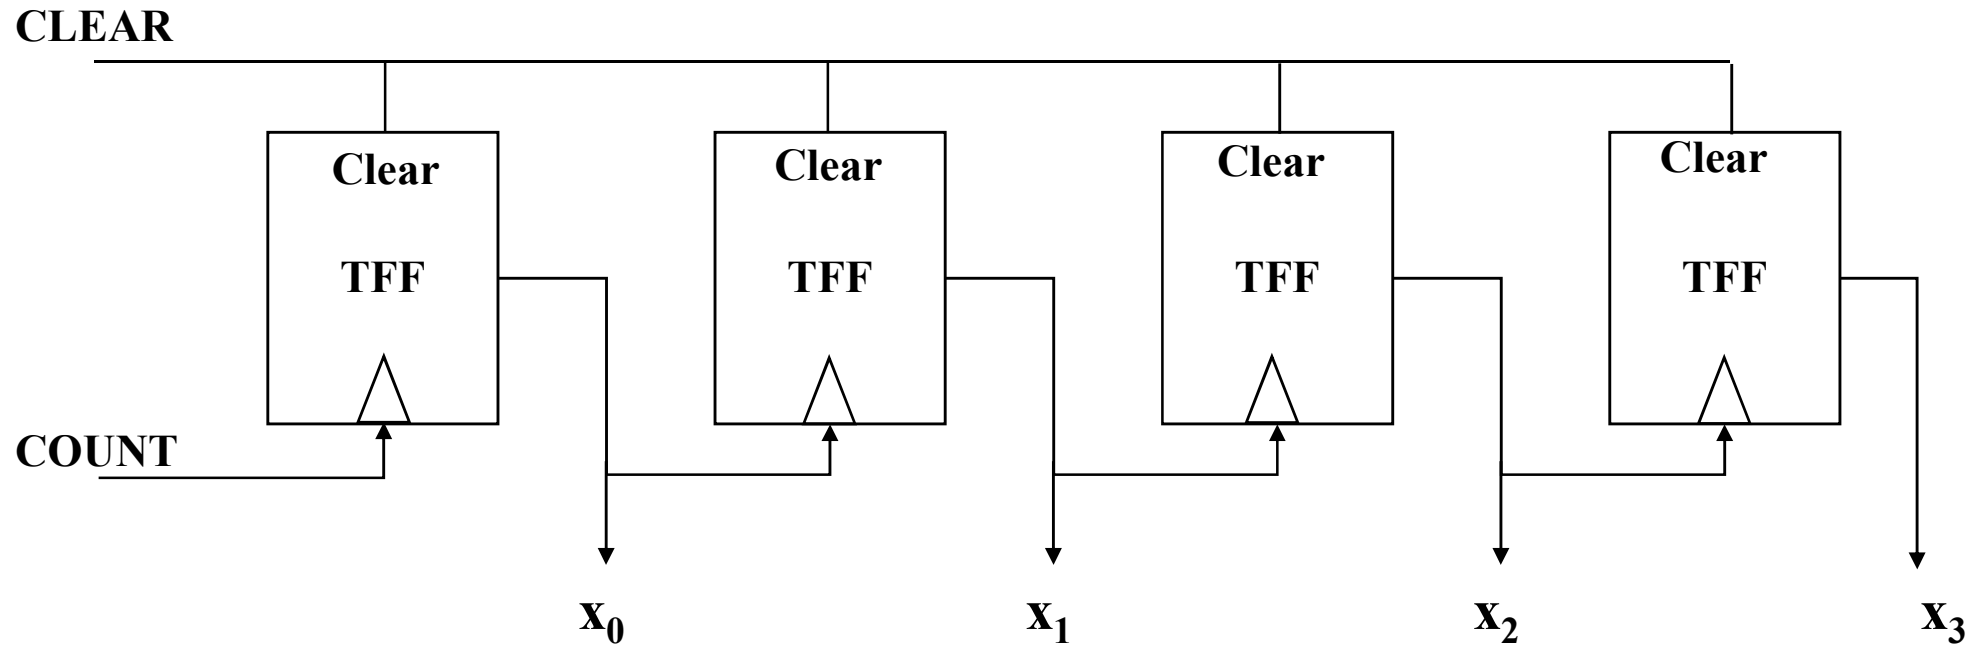 CLEAR
Clear Clear Clear Clear
TFF TFF TFF TFF
COUNT
x₀ x₁ x₂ x₃